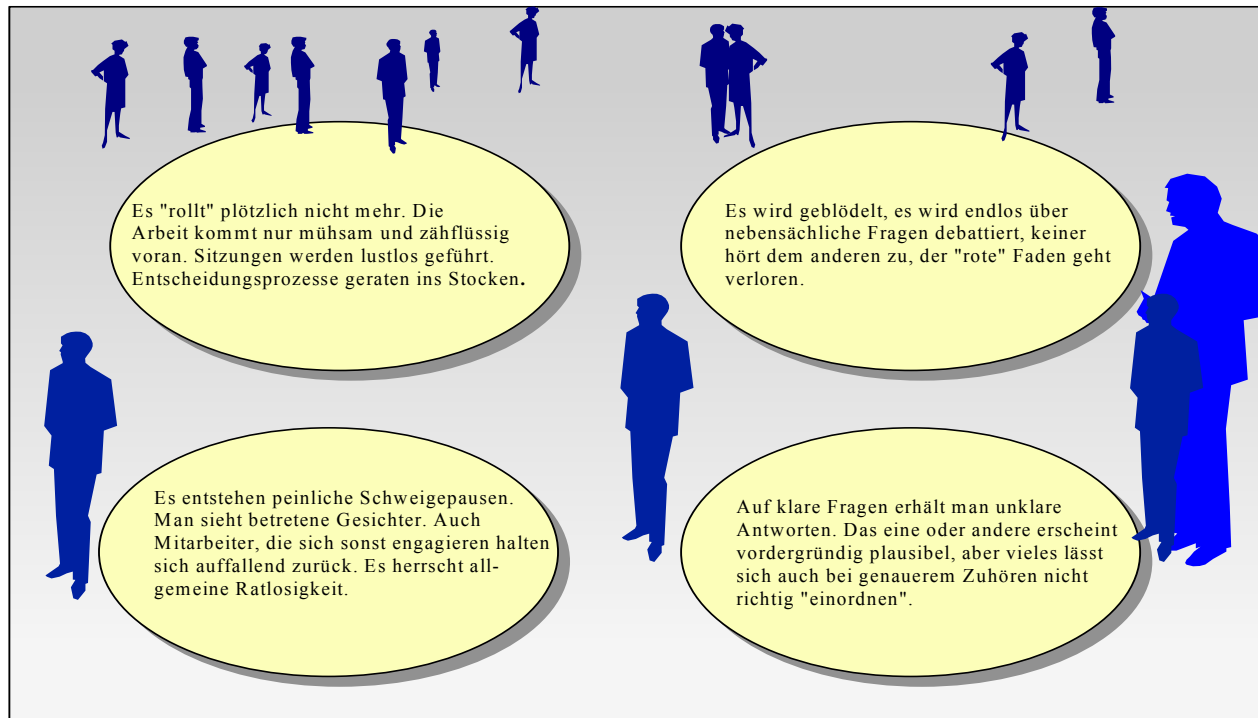 Es "rollt" plötzlich nicht mehr. Die
Arbeit kommt nur mühsam und zähflüssig
voran. Sitzungen werden lustlos geführt.
Entscheidungsprozesse geraten ins Stocken.
Es wird geblödelt, es wird endlos über
nebensächliche Fragen debattiert, keiner
hört dem anderen zu, der "rote" Faden geht
verloren.
Es entstehen peinliche Schweigepausen.
Man sieht betretene Gesichter. Auch
Mitarbeiter, die sich sonst engagieren halten
sich auffallend zurück. Es herrscht all-
gemeine Ratlosigkeit.
Auf klare Fragen erhält man unklare
Antworten. Das eine oder andere erscheint
vordergründig plausibel, aber vieles lässt
sich auch bei genauerem Zuhören nicht
richtig "einordnen".